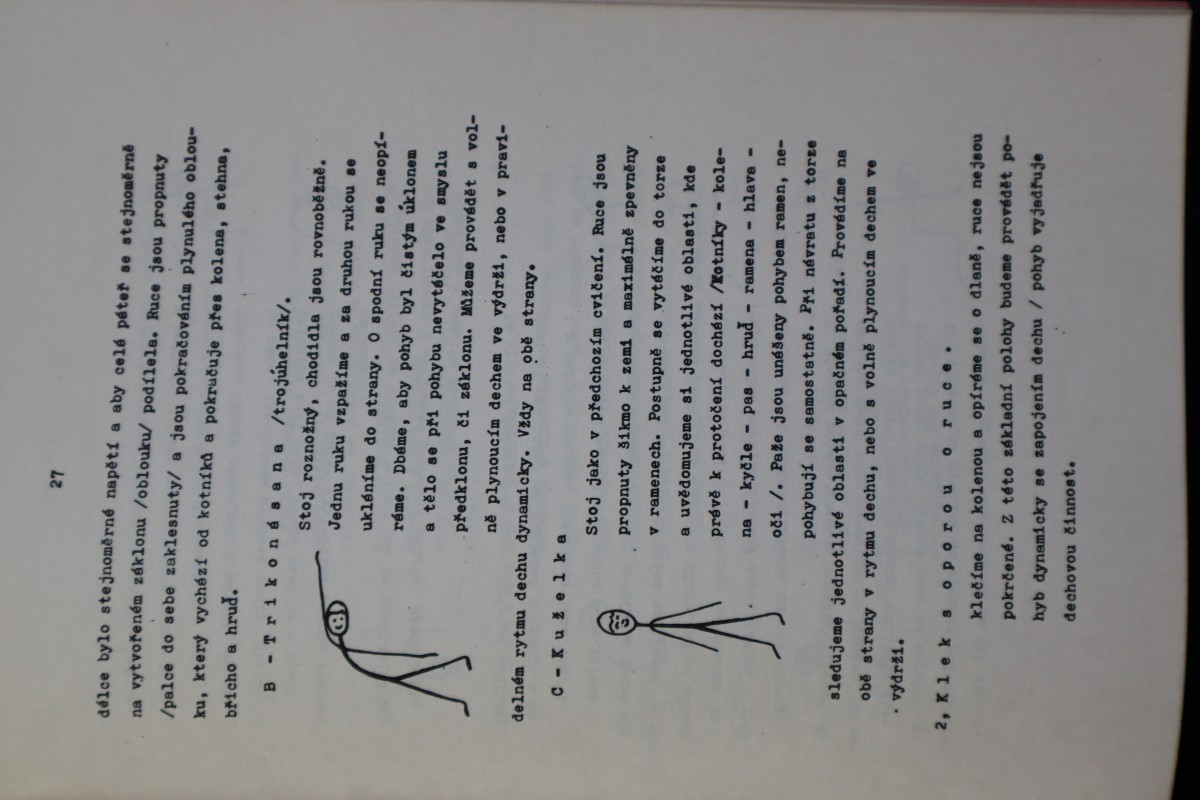 27
délce bylo stejnoměrné napětí a aby celá páteř se stejnoměrně
na vytvořeném záklonu /oblouku/ podílela. Ruce jsou propnuty
/palce do sebe zaklesnuty/ a jsou pokračováním plynulého oblou-
ku, který vychází od kotníků a pokračuje přes kolena, stehna,
břicho a hruď.
B - T r i k o n á s a n a /trojúhelník/.
Stoj roznožný, chodidla jsou rovnoběžně.
Jednu ruku vzpažíme a za druhou rukou se
ukláníme do strany. O spodní ruku se neopí-
ráme. Dbáme, aby pohyb byl čistým úklonem
a tělo se při pohybu nevytáčelo ve smyslu
předklonu, či záklonu. Můžeme provádět s vol-
ně plynoucím dechem ve výdrži, nebo v pravi-
delném rytmu dechu dynamicky. Vždy na obě strany.
C - K u ž e l k a
Stoj jako v předchozím cvičení. Ruce jsou
propnuty šikmo k zemi a maximálně zpevněny
v ramenech. Postupně se vytáčíme do torze
a uvědomujeme si jednotlivé oblasti, kde
právě k protočení dochází /Kotníky - kole-
na - kyčle - pas - hruď - ramena - hlava -
oči /. Paže jsou unášeny pohybem ramen, ne-
pohybují se samostatně. Při návratu z torze
sledujeme jednotlivé oblasti v opačném pořadí. Provádíme na
obě strany v rytmu dechu, nebo s volně plynoucím dechem ve
výdrži.
2, K l e k s o p o r o u o r u c e .
klečíme na kolenou a opíráme se o dlaně, ruce nejsou
pokrčené. Z této základní polohy budeme provádět po-
hyb dynamicky se zapojením dechu / pohyb vyjadřuje
dechovou činnost.